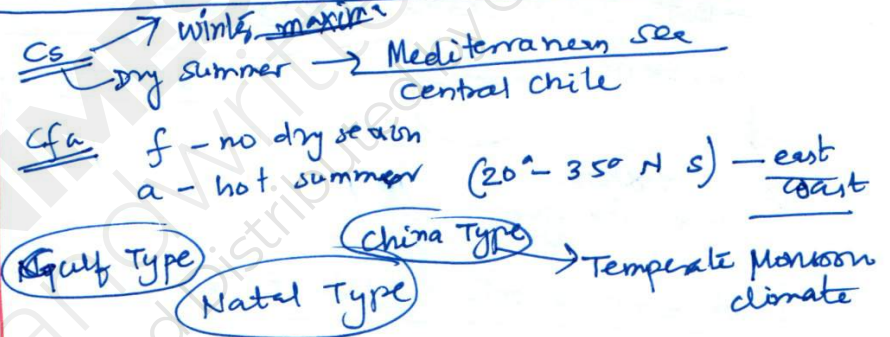 Cs → Winter maxima
Dry summer → Mediterranean sea
central chile
Cfa f - no dry season
a - hot summer (20° - 35° N S) - east coast
Gulf Type China Type → Temperate Monsoon climate
Natal Type